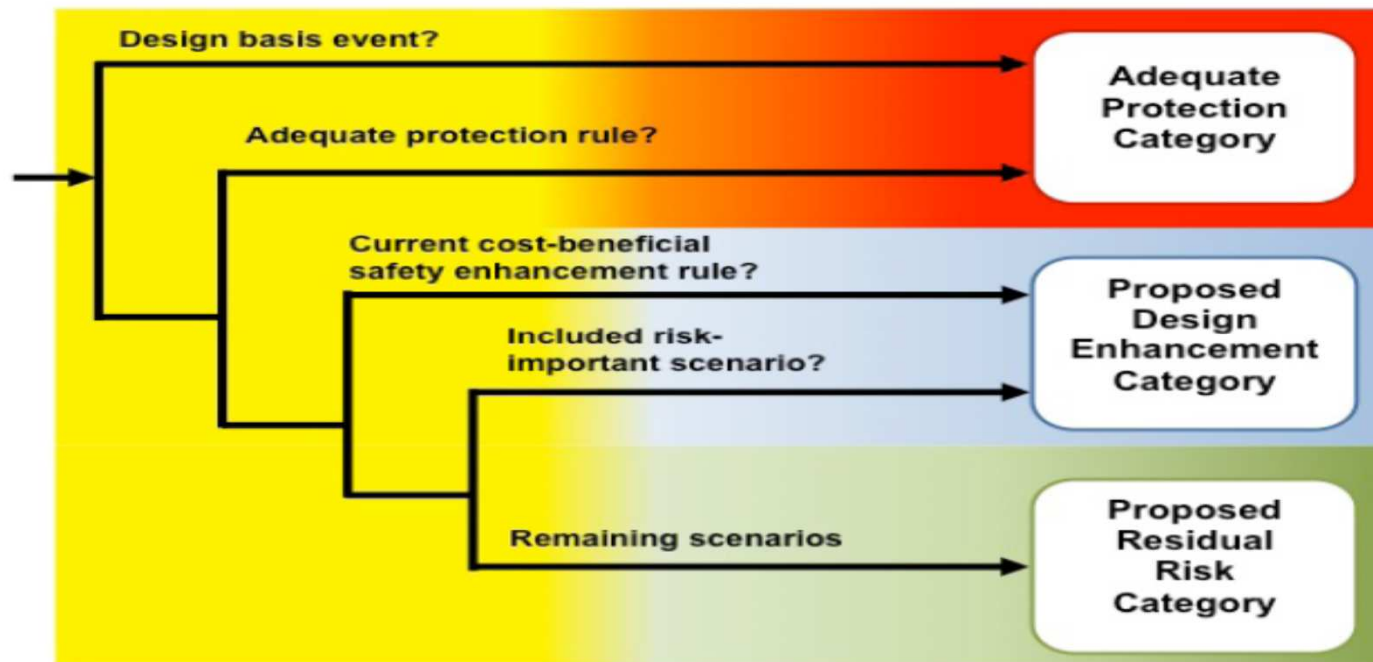 Design basis event?
Adequate protection rule?
Adequate
Protection
Category
Current cost-beneficial
safety enhancement rule?
Included risk-
important scenario?
Proposed
Design
Enhancement
Category
Remaining scenarios
Proposed
Residual
Risk
Category